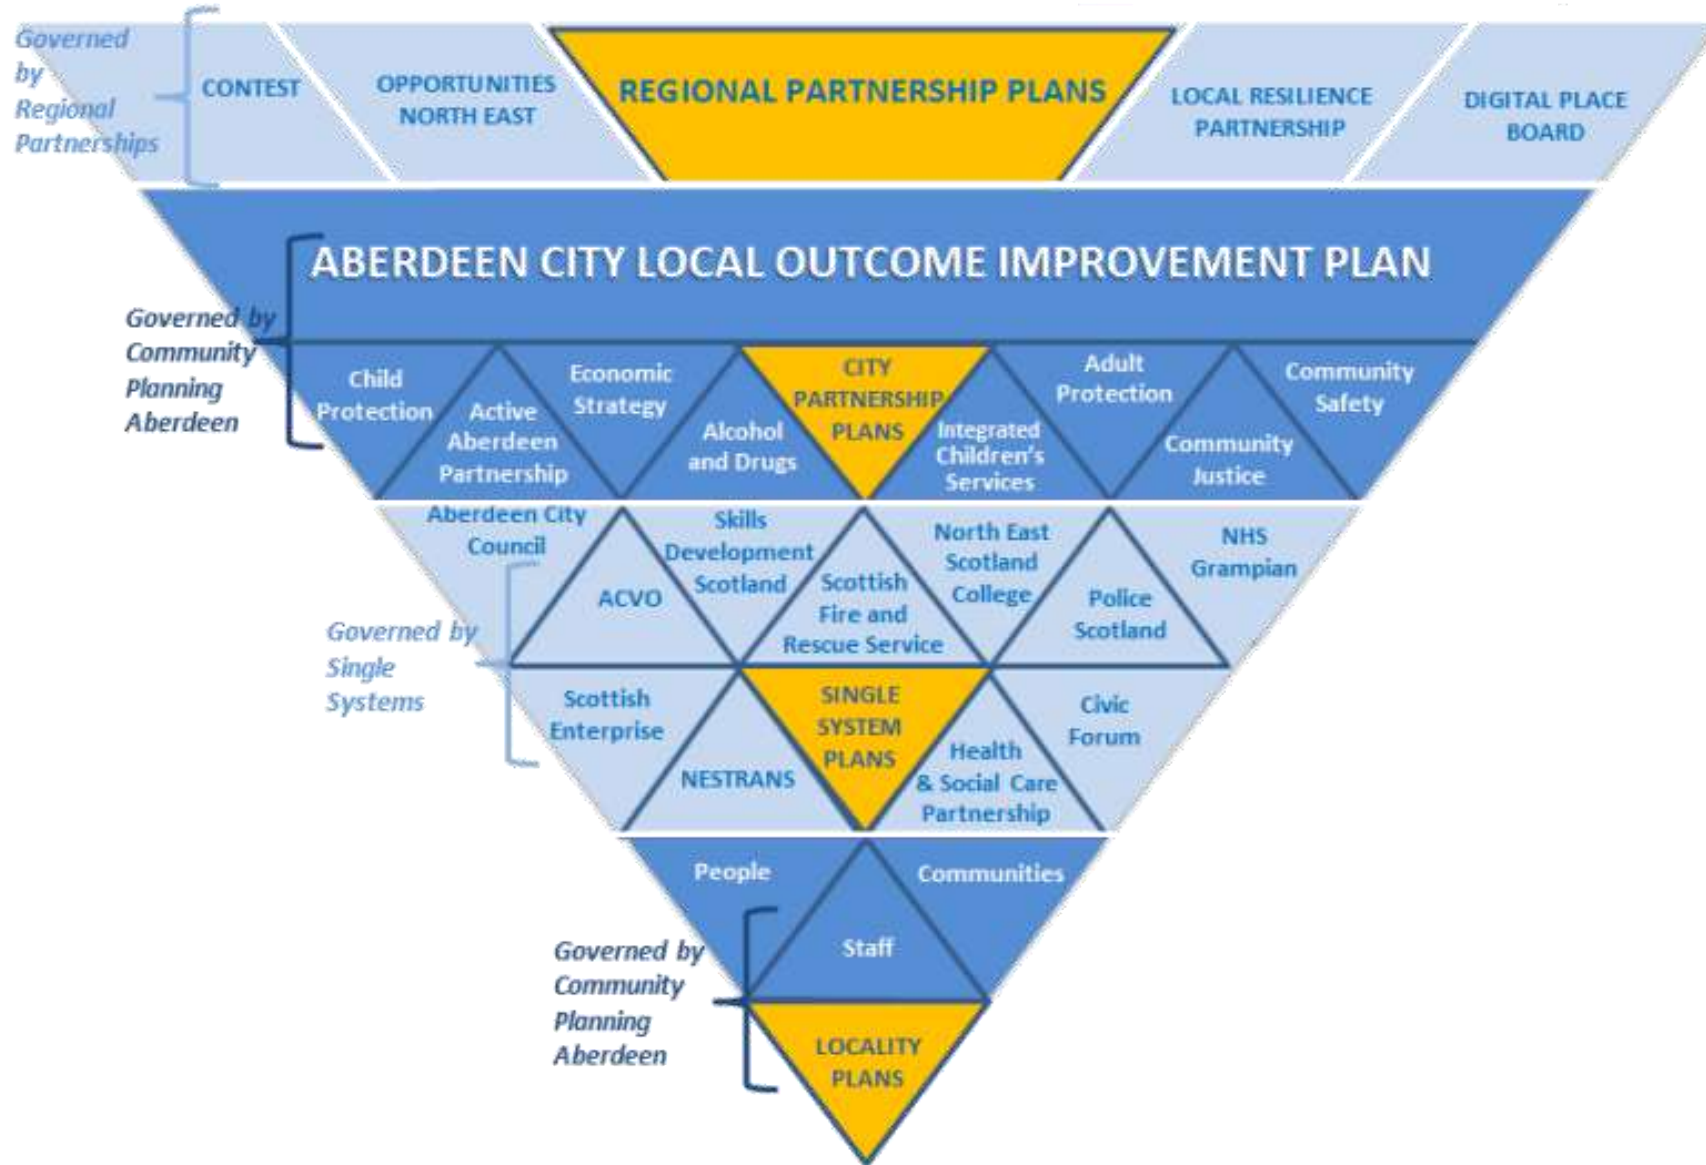 Governed
by
Regional
Partnerships
CONTEST
OPPORTUNITIES
NORTH EAST
REGIONAL PARTNERSHIP PLANS
LOCAL RESILIENCE
PARTNERSHIP
DIGITAL PLACE
BOARD
ABERDEEN CITY LOCAL OUTCOME IMPROVEMENT PLAN
Governed by
Community
Planning
Aberdeen
Child
Protection
Active
Aberdeen
Partnership
Economic
Strategy
Alcohol
and Drugs
CITY
PARTNERSHIP
PLANS
Integrated
Children's
Services
Adult
Protection
Community
Justice
Community
Safety
Aberdeen City
Council
ACVO
Skills
Development
Scotland
Scottish
Fire and
Rescue Service
North East
Scotland
College
Police
Scotland
NHS
Grampian
Governed by
Single
Systems
Scottish
Enterprise
NESTRANS
SINGLE
SYSTEM
PLANS
Health
& Social Care
Partnership
Civic
Forum
People
Staff
Communities
Governed by
Community
Planning
Aberdeen
LOCALITY
PLANS